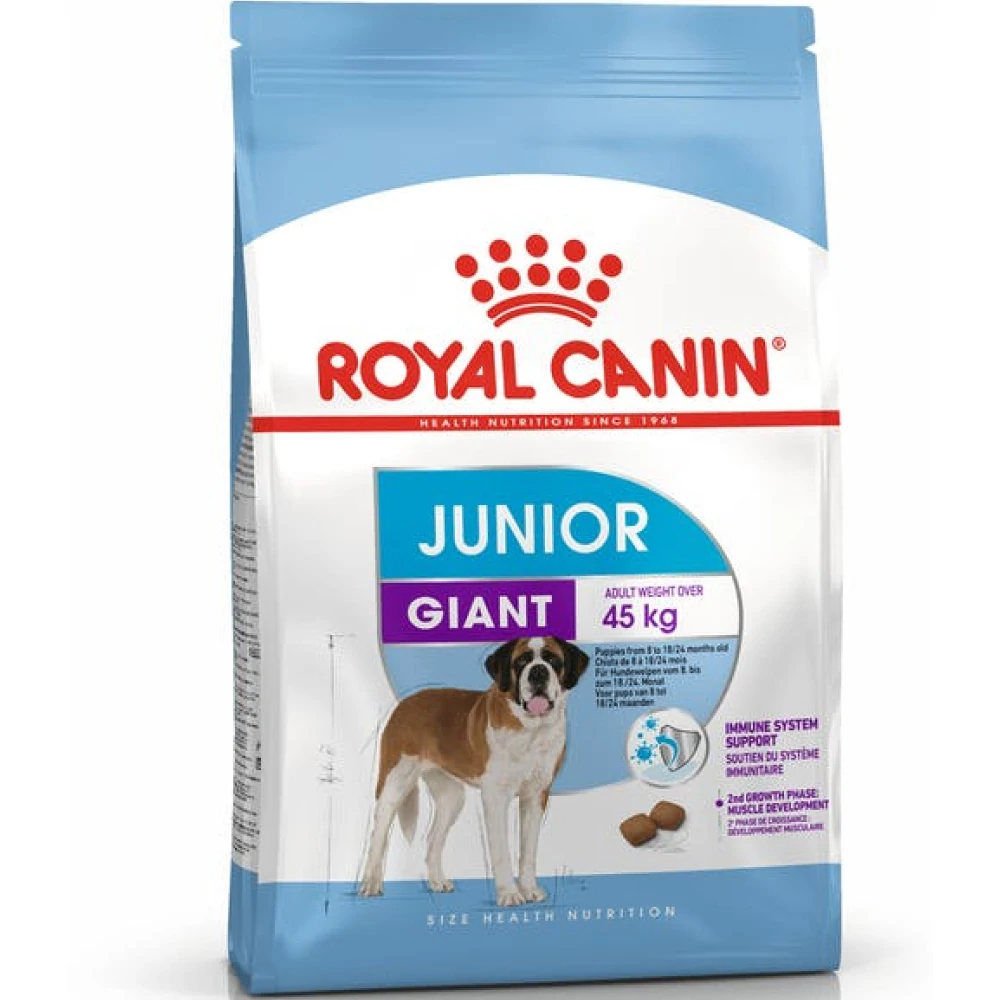 ROYAL CANIN®
HEALTH NUTRITION SINCE 1968
JUNIOR
GIANT
ADULT WEIGHT OVER
45 kg
Puppies from 8 to 18/24 months old
Chiots de 8 à 18/24 mois
Für Hundewelpen vom 8. bis
zum 18./24. Monat
Voor pups van 8 tot
18/24 maanden
IMMUNE SYSTEM
SUPPORT
SOUTIEN DU SYSTÈME
IMMUNITAIRE
2nd GROWTH PHASE:
MUSCLE DEVELOPMENT
2e PHASE DE CROISSANCE :
DÉVELOPPEMENT MUSCULAIRE
SIZE HEALTH NUTRITION